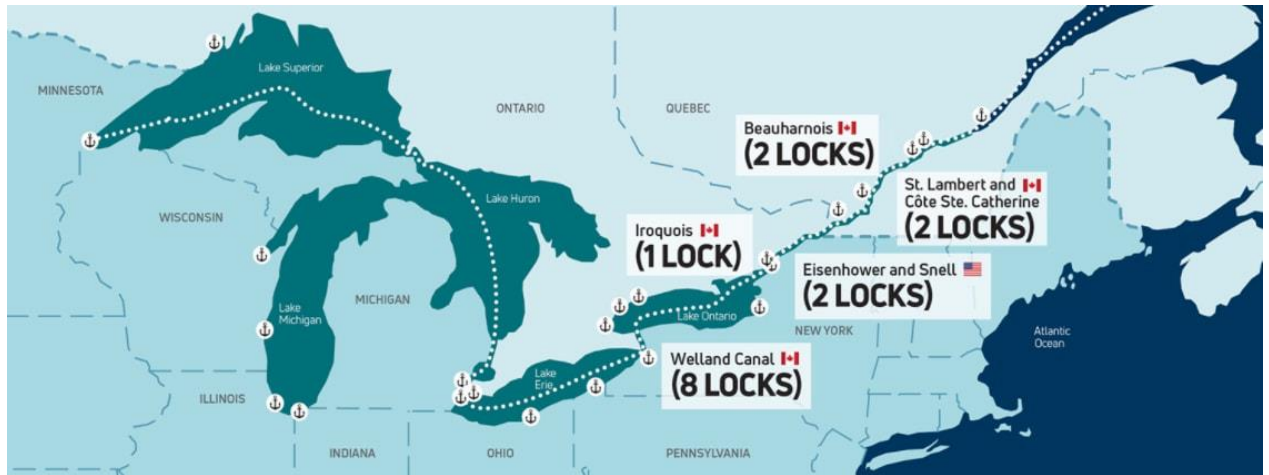 MINNESOTA
Lake Superior
ONTARIO
QUEBEC
Beauharnois
(2 LOCKS)
St. Lambert and
Côte Ste. Catherine
(2 LOCKS)
WISCONSIN
Lake Huron
Iroquois
(1 LOCK)
Eisenhower and Snell
(2 LOCKS)
MICHIGAN
Lake
Michigan
Lake Ontario
NEW YORK
Atlantic
Ocean
Welland Canal
(8 LOCKS)
Lake
Erie
ILLINOIS
INDIANA
OHIO
PENNSYLVANIA